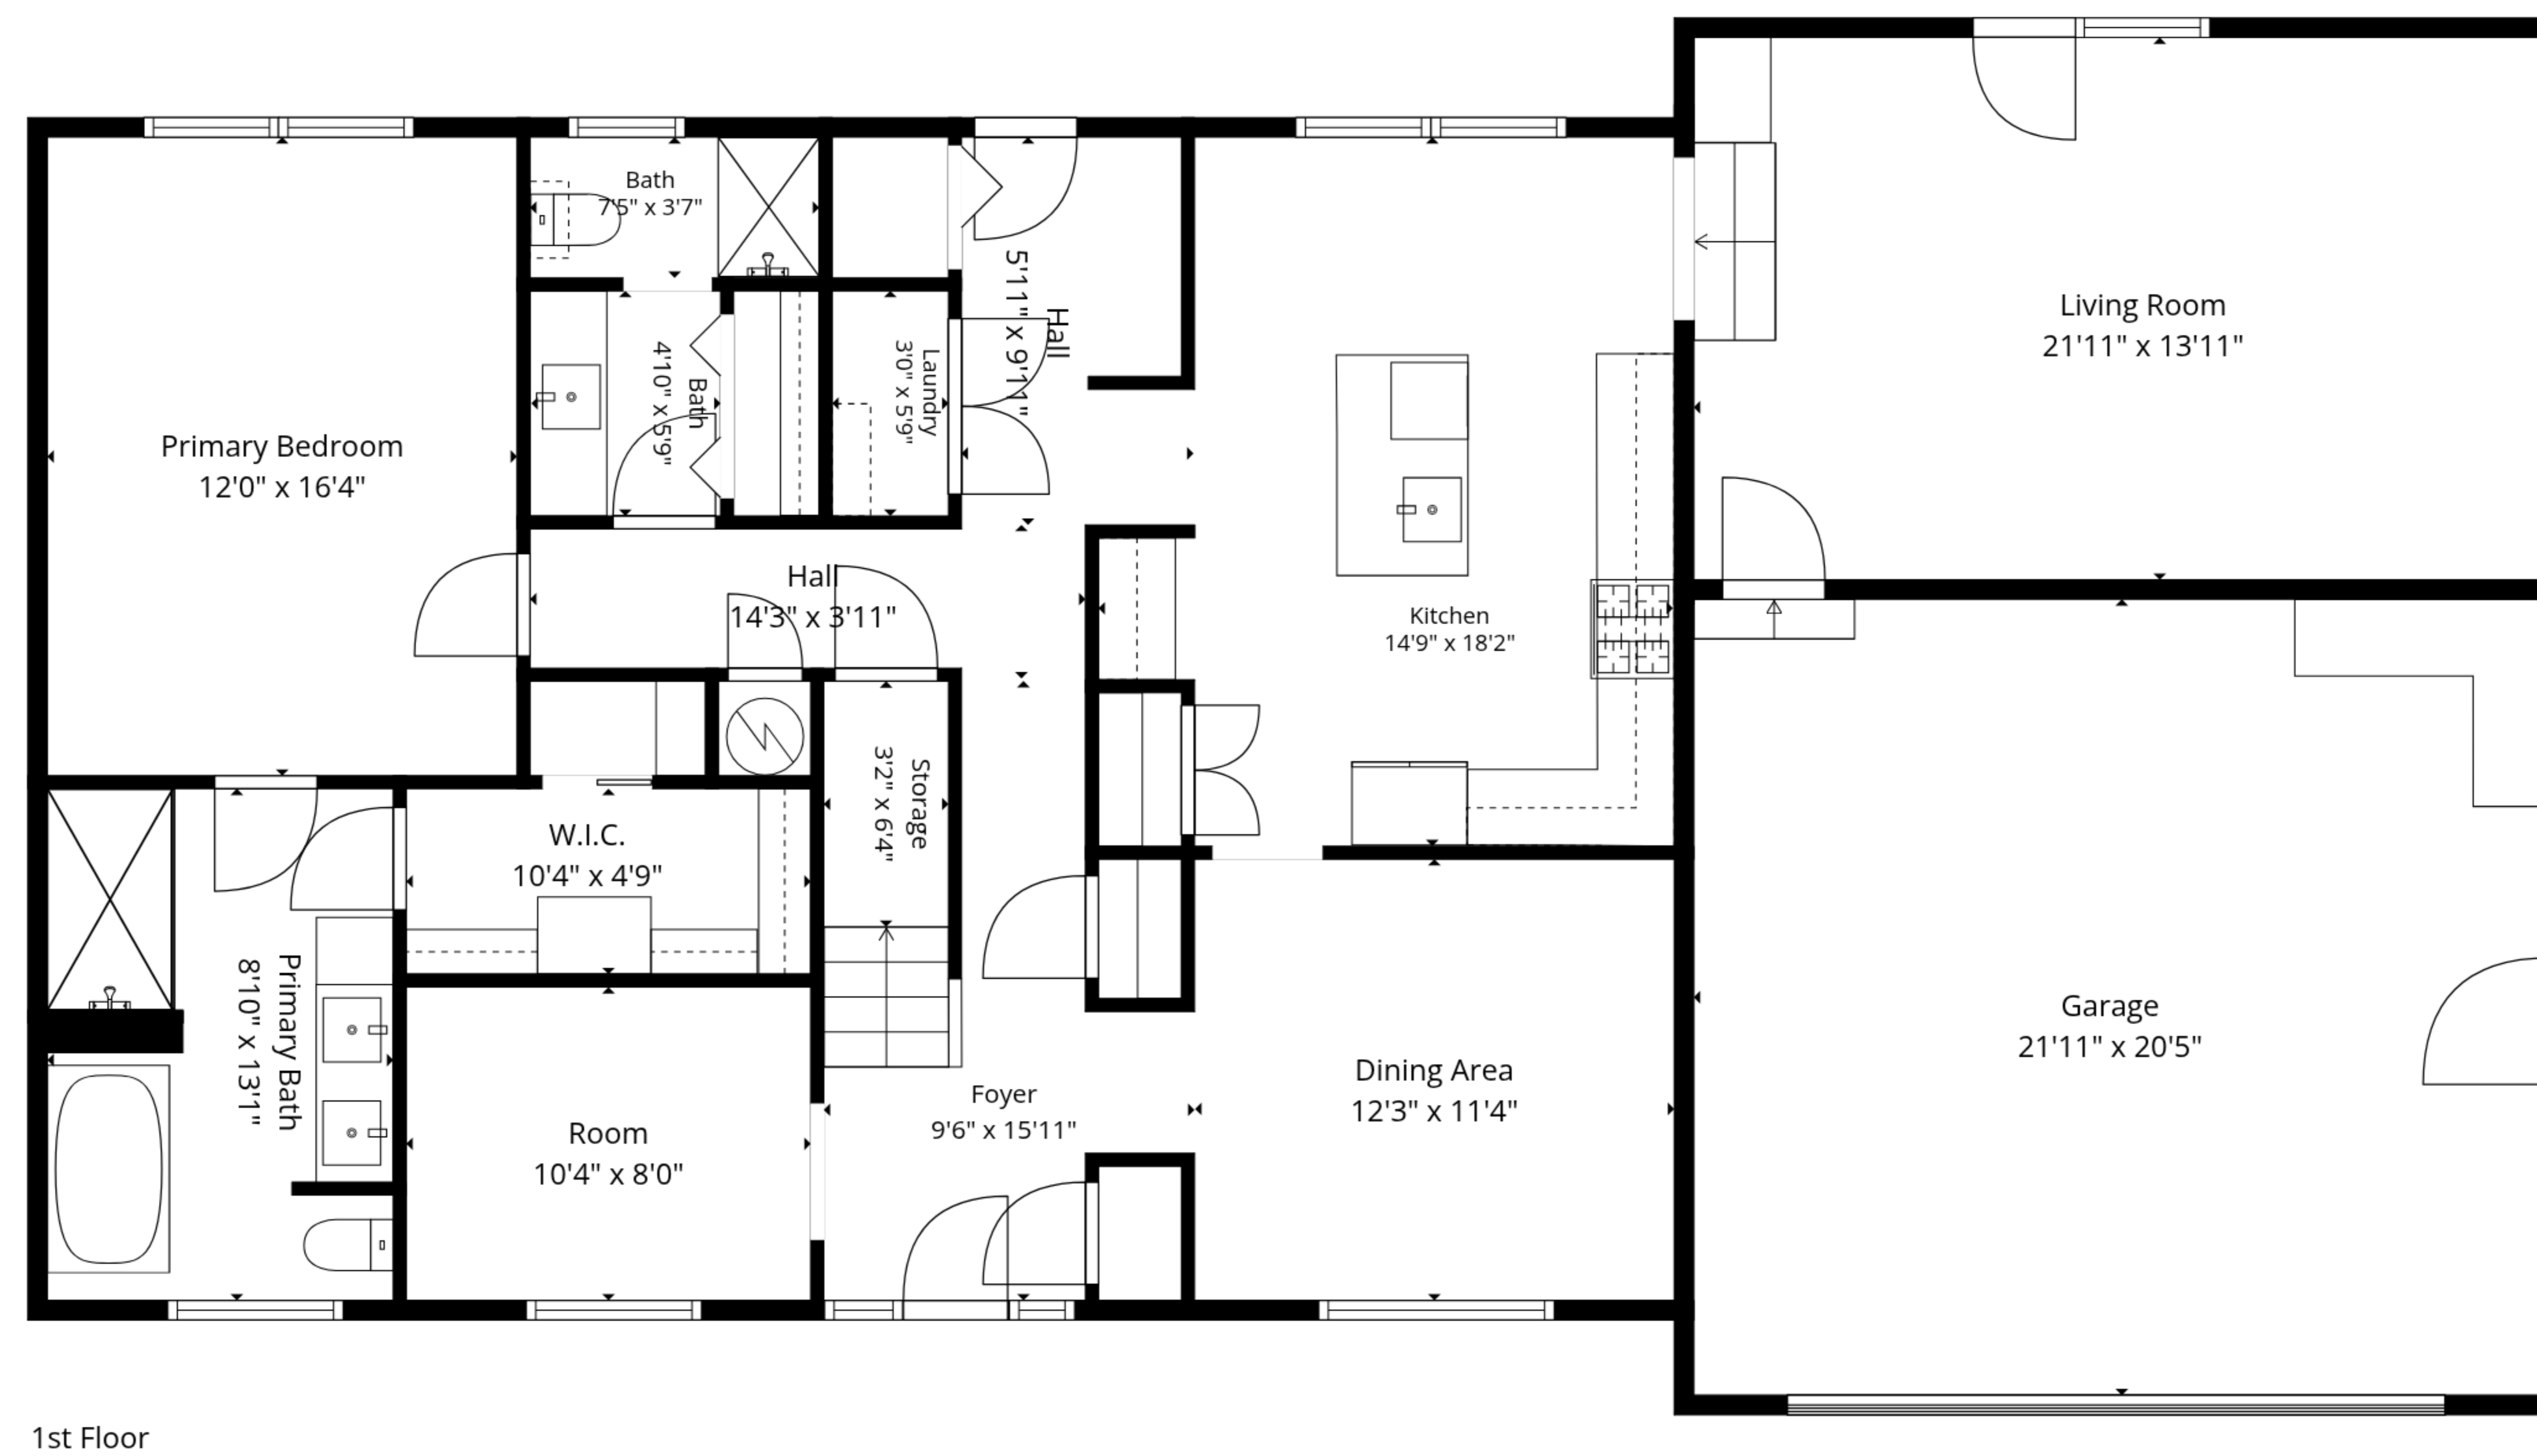 Bath
7'5" x 3'7"
Living Room
21'11" x 13'11"
Hall
5'11" x 9'11"
Laundry
3'0" x 5'9"
Bath
4'10" x 5'9"
Primary Bedroom
12'0" x 16'4"
Hall
14'3" x 3'11"
Kitchen
14'9" x 18'2"
Storage
3'2" x 6'4"
W.I.C.
10'4" x 4'9"
Primary Bath
8'10" x 13'1"
Garage
21'11" x 20'5"
Dining Area
12'3" x 11'4"
Foyer
9'6" x 15'11"
Room
10'4" x 8'0"
1st Floor